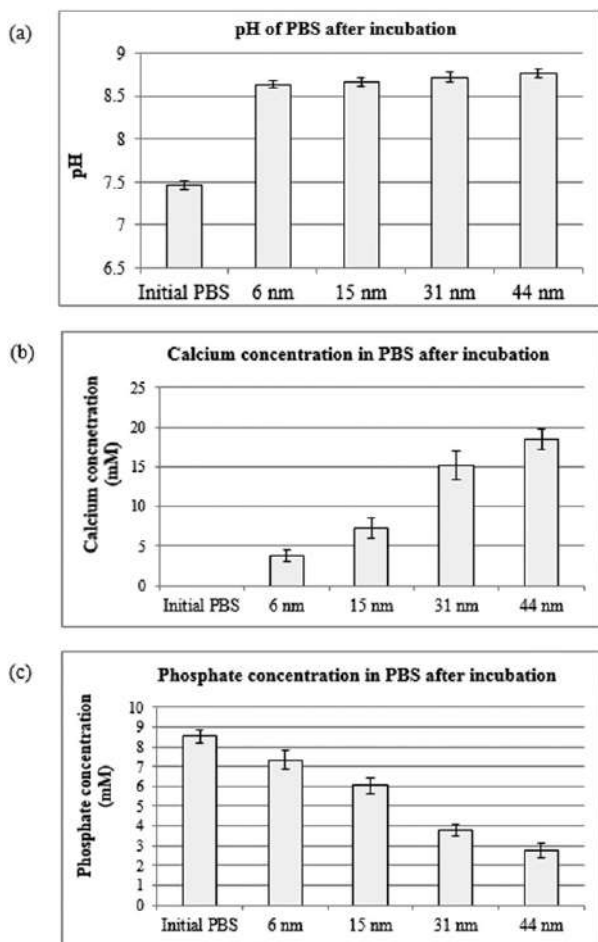 (a)
pH of PBS after incubation
pH
9
8.5
8
7.5
7
6.5
Initial PBS 6 nm 15 nm 31 nm 44 nm
(b)
Calcium concentration in PBS after incubation
Calcium concnetration
(mM)
25
20
15
10
5
0
Initial PBS 6 nm 15 nm 31 nm 44 nm
(c)
Phosphate concentration in PBS after incubation
Phosphate concentration
(mM)
10
9
8
7
6
5
4
3
2
1
0
Initial PBS 6 nm 15 nm 31 nm 44 nm